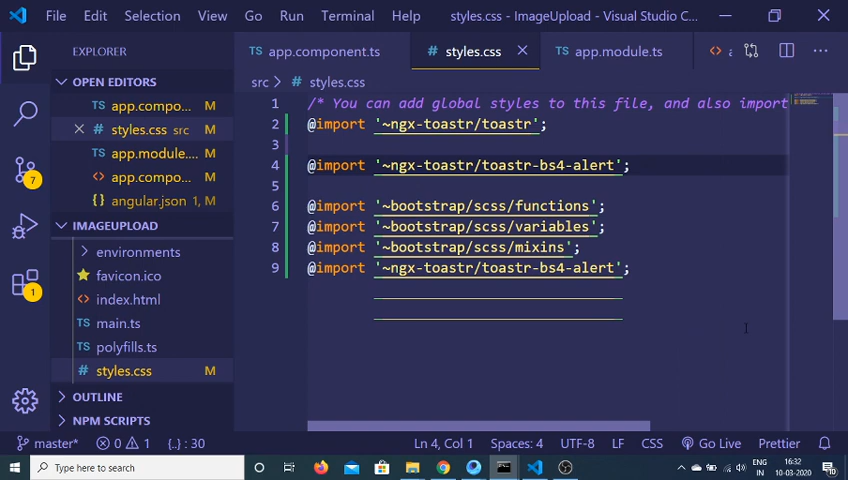 File Edit Selection View Go Run Terminal Help styles.css - ImageUpload - Visual Studio C...
EXPLORER
TS app.component.ts # styles.css TS app.module.ts <> a
OPEN EDITORS
src > # styles.css
TS app.compo... M
# styles.css src M
TS app.module.... M
<> app.compo... M
{} angular.json 1, M
IMAGEUPLOAD
environments
favicon.ico
<> index.html
TS main.ts
TS polyfills.ts
# styles.css M
OUTLINE
NPM SCRIPTS
7
1
1 /* You can add global styles to this file, and also import
2 @import '~ngx-toastr/toastr';
3
4 @import '~ngx-toastr/toastr-bs4-alert';
5
6 @import '~bootstrap/scss/functions';
7 @import '~bootstrap/scss/variables';
8 @import '~bootstrap/scss/mixins';
9 @import '~ngx-toastr/toastr-bs4-alert';
master* 0 1 {..} : 30 Ln 4, Col 1 Spaces: 4 UTF-8 LF CSS Go Live Prettier
Type here to search
ENG
IN
16:32
10-03-2020